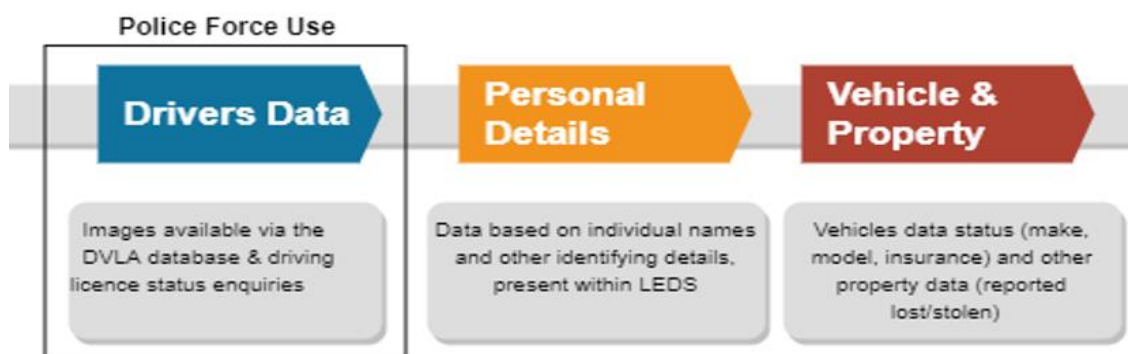 Police Force Use
Drivers Data
Personal
Details
Vehicle &
Property
Images available via the
DVLA database & driving
licence status enquiries
Data based on individual names
and other identifying details,
present within LEDS
Vehicles data status (make,
model, insurance) and other
property data (reported
lost/stolen)